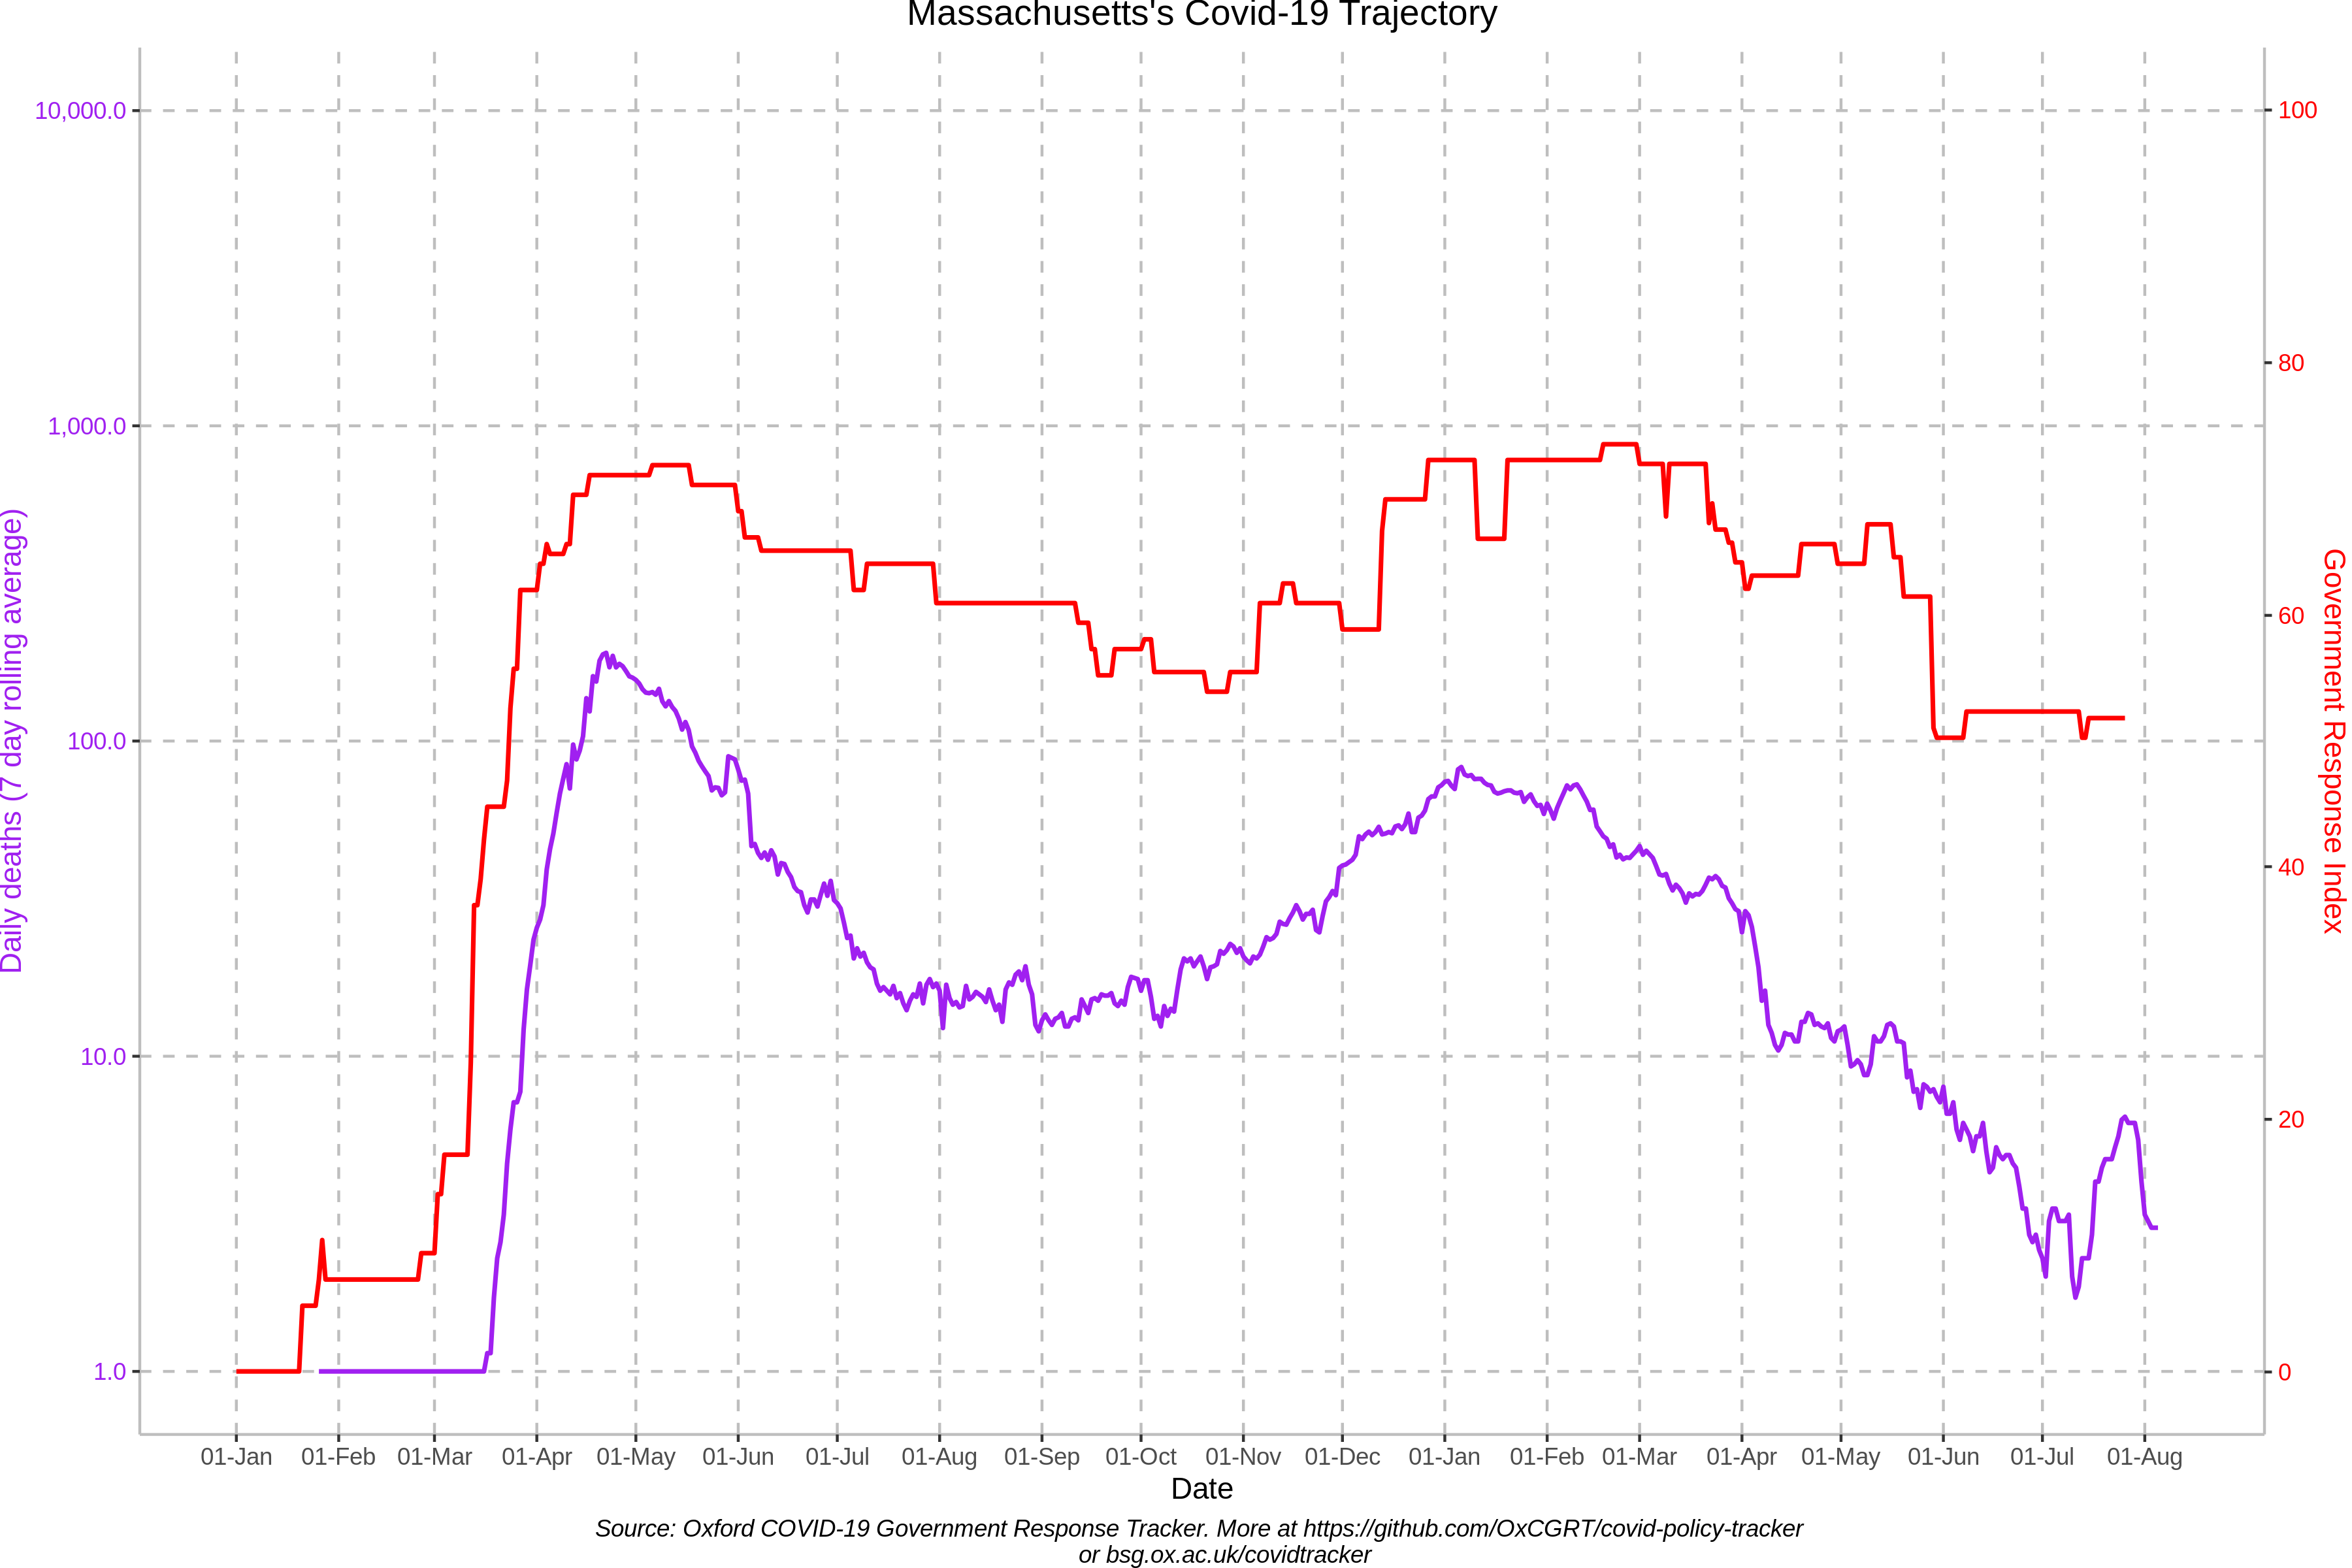 Massachusetts's Covid-19 Trajectory
10,000.0
1,000.0
100.0
10.0
1.0
Daily deaths (7 day rolling average)
100
80
60
40
20
0
Government Response Index
01-Jan 01-Feb 01-Mar 01-Apr 01-May 01-Jun 01-Jul 01-Aug 01-Sep 01-Oct 01-Nov 01-Dec 01-Jan 01-Feb 01-Mar 01-Apr 01-May 01-Jun 01-Jul 01-Aug
Date
Source: Oxford COVID-19 Government Response Tracker. More at https://github.com/OxCGRT/covid-policy-tracker
or bsg.ox.ac.uk/covidtracker